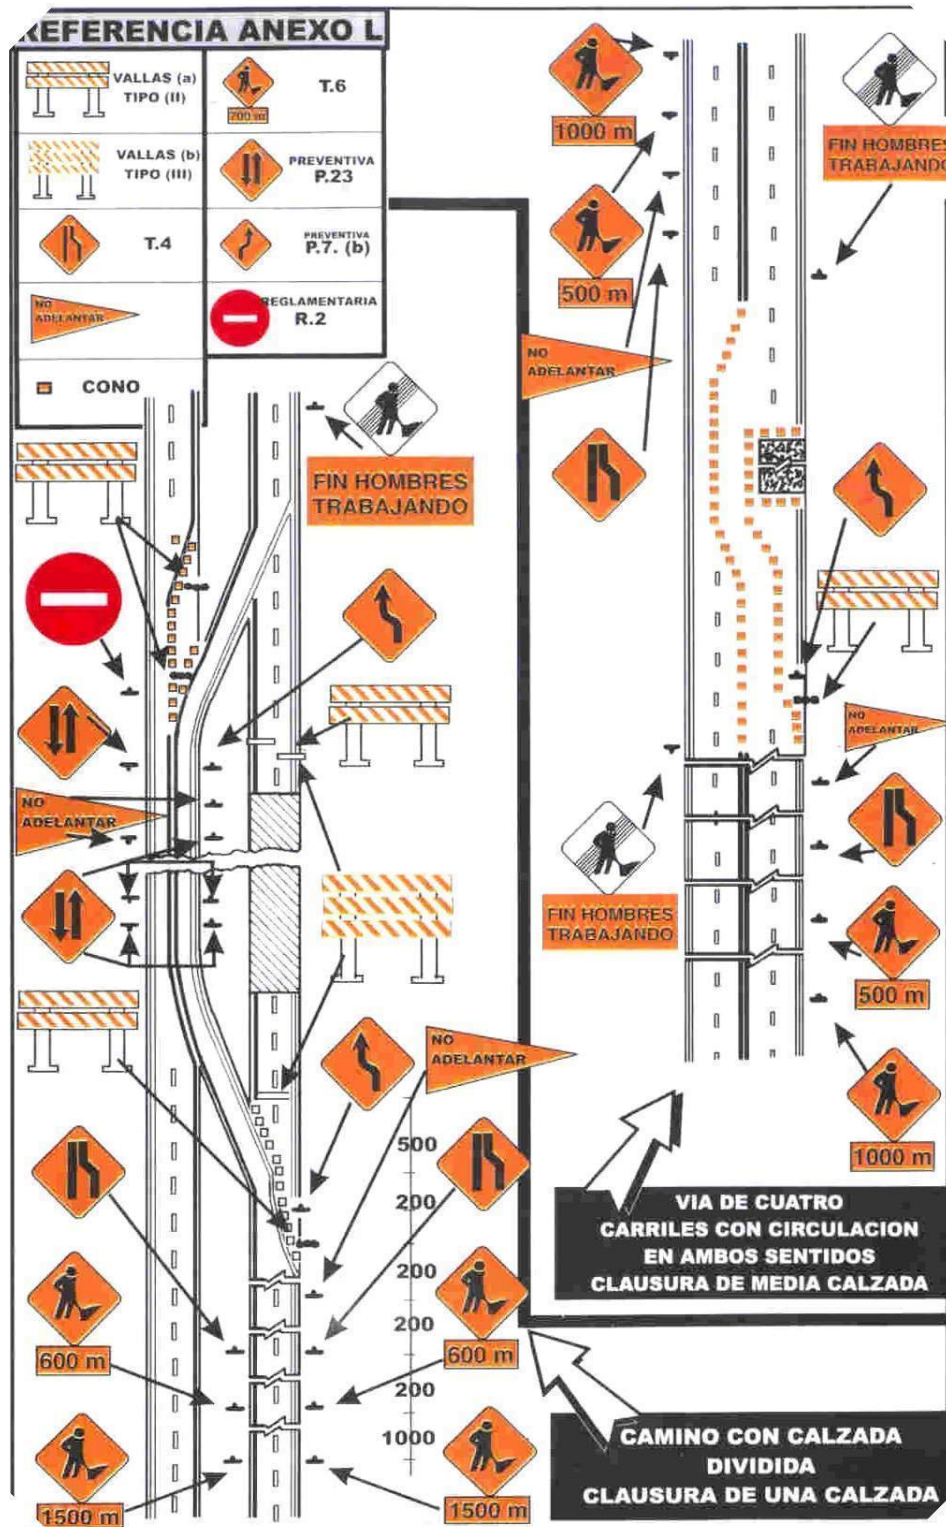 REFERENCIA ANEXO L
VALLAS (a)
TIPO (II)
700 m
T.6
VALLAS (b)
TIPO (III)
PREVENTIVA
P.23
T.4
PREVENTIVA
P.7. (b)
NO
ADELANTAR
REGLAMENTARIA
R.2
CONO
FIN HOMBRES
TRABAJANDO
NO
ADELANTAR
NO
ADELANTAR
500
200
200
200
200
1000
600 m
600 m
1500 m
1500 m
1000 m
500 m
FIN HOMBRES
TRABAJANDO
NO
ADELANTAR
NO
ADELANTAR
FIN HOMBRES
TRABAJANDO
500 m
1000 m
VIA DE CUATRO
CARRILES CON CIRCULACION
EN AMBOS SENTIDOS
CLAUSURA DE MEDIA CALZADA
CAMINO CON CALZADA
DIVIDIDA
CLAUSURA DE UNA CALZADA